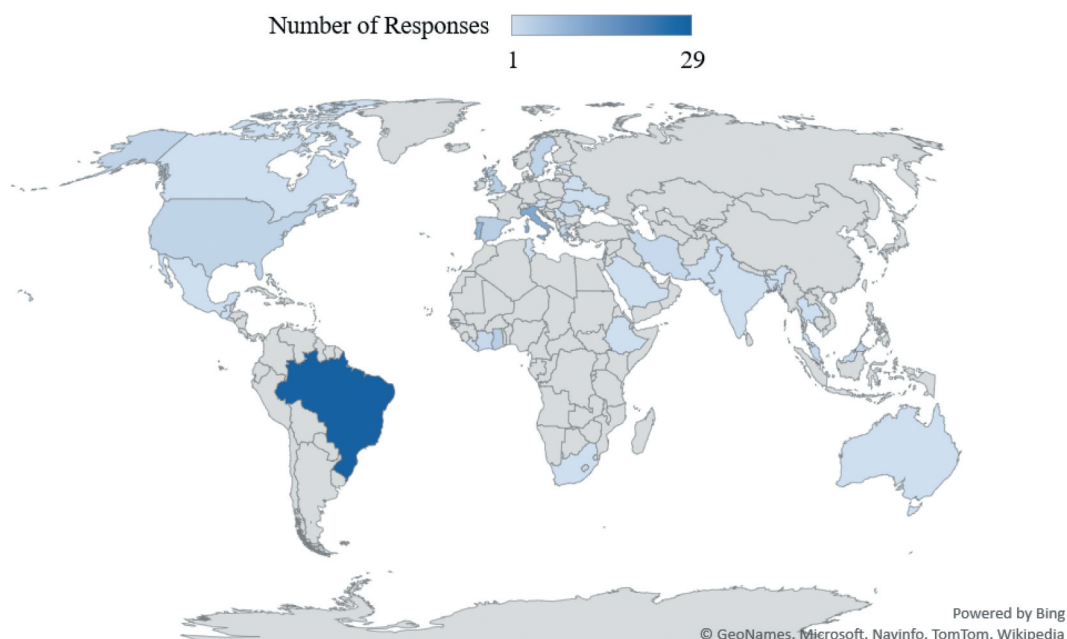 Number of Responses
1 29
Powered by Bing
© GeoNames, Microsoft, Navinfo, TomTom, Wikipedia